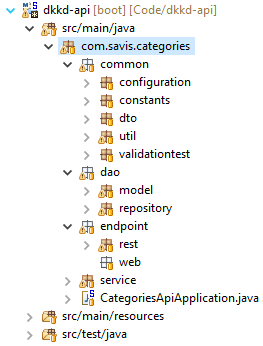 dkkd-api [boot] [Code/dkkd-api]
src/main/java
com.savis.categories
common
configuration
constants
dto
util
validationtest
dao
model
repository
endpoint
rest
web
service
CategoriesApiApplication.java
src/main/resources
src/test/java